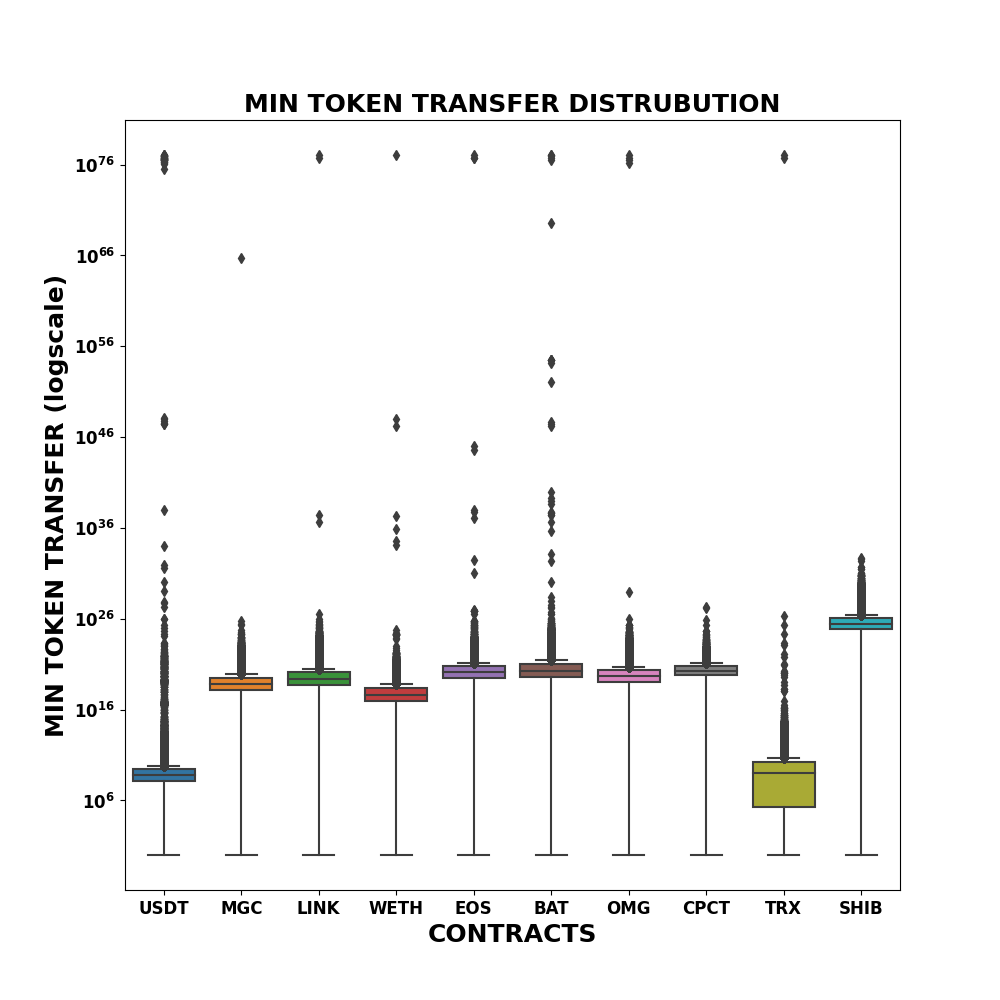 MIN TOKEN TRANSFER DISTRUBUTION
MIN TOKEN TRANSFER (logscale)
10^76
10^66
10^56
10^46
10^36
10^26
10^16
10^6
USDT MGC LINK WETH EOS BAT OMG CPCT TRX SHIB
CONTRACTS